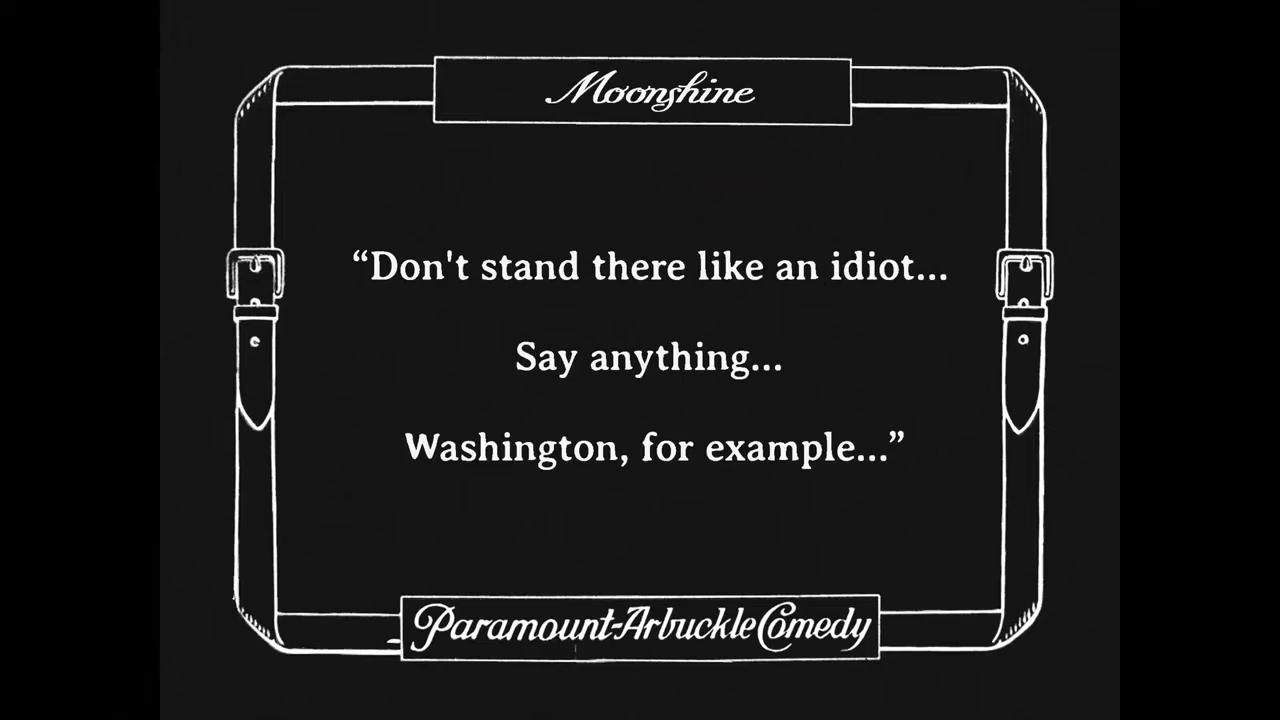 Moonshine
“Don't stand there like an idiot...
Say anything...
Washington, for example...”
Paramount-Arbuckle Comedy